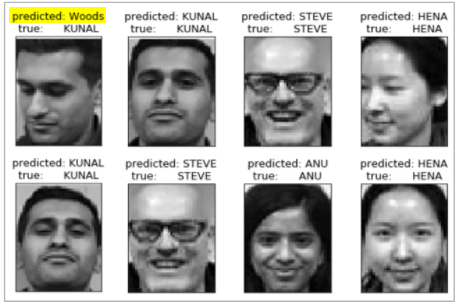 predicted: Woods predicted: KUNAL predicted: STEVE predicted: HENA
true: KUNAL true: KUNAL true: STEVE true: HENA
predicted: KUNAL predicted: STEVE predicted: ANU predicted: HENA
true: KUNAL true: STEVE true: ANU true: HENA